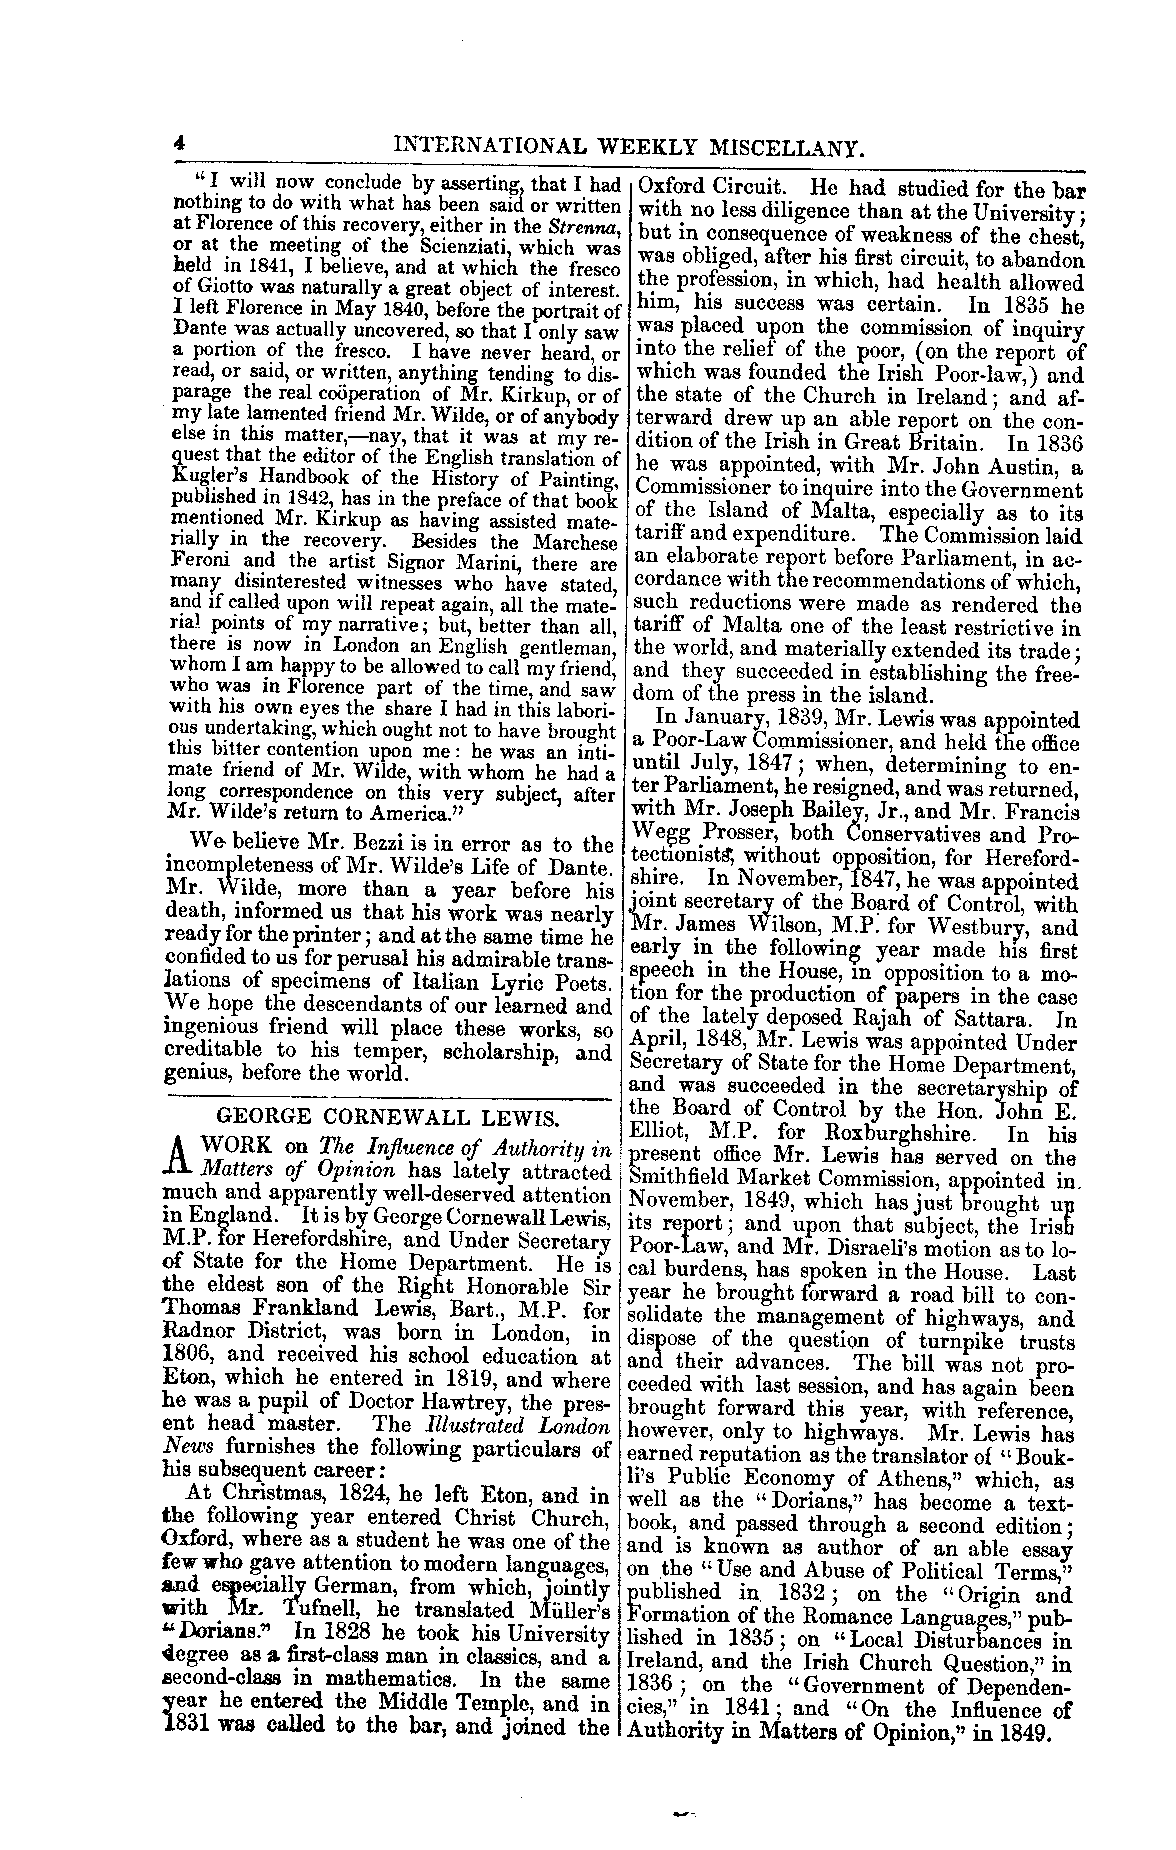 4 INTERNATIONAL WEEKLY MISCELLANY.
"I will now conclude by asserting, that I had
nothing to do with what has been said or written
at Florence of this recovery, either in the Strenna,
or at the meeting of the Scienziati, which was
held in 1841, I believe, and at which the fresco
of Giotto was naturally a great object of interest.
I left Florence in May 1840, before the portrait of
Dante was actually uncovered, so that I only saw
a portion of the fresco. I have never heard, or
read, or said, or written, anything tending to dis-
parage the real coöperation of Mr. Kirkup, or of
my late lamented friend Mr. Wilde, or of anybody
else in this matter,—nay, that it was at my re-
quest that the editor of the English translation of
Kugler's Handbook of the History of Painting,
published in 1842, has in the preface of that book
mentioned Mr. Kirkup as having assisted mate-
rially in the recovery. Besides the Marchese
Feroni and the artist Signor Marini, there are
many disinterested witnesses who have stated,
and if called upon will repeat again, all the mate-
rial points of my narrative; but, better than all,
there is now in London an English gentleman,
whom I am happy to be allowed to call my friend,
who was in Florence part of the time, and saw
with his own eyes the share I had in this labori-
ous undertaking, which ought not to have brought
this bitter contention upon me: he was an inti-
mate friend of Mr. Wilde, with whom he had a
long correspondence on this very subject, after
Mr. Wilde's return to America."
We believe Mr. Bezzi is in error as to the
incompleteness of Mr. Wilde's Life of Dante.
Mr. Wilde, more than a year before his
death, informed us that his work was nearly
ready for the printer; and at the same time he
confided to us for perusal his admirable trans-
lations of specimens of Italian Lyric Poets.
We hope the descendants of our learned and
ingenious friend will place these works, so
creditable to his temper, scholarship, and
genius, before the world.
GEORGE CORNEWALL LEWIS.
A WORK on The Influence of Authority in
Matters of Opinion has lately attracted
much and apparently well-deserved attention
in England. It is by George Cornewall Lewis,
M.P. for Herefordshire, and Under Secretary
of State for the Home Department. He is
the eldest son of the Right Honorable Sir
Thomas Frankland Lewis, Bart., M.P. for
Radnor District, was born in London, in
1806, and received his school education at
Eton, which he entered in 1819, and where
he was a pupil of Doctor Hawtrey, the pres-
ent head master. The Illustrated London
News furnishes the following particulars of
his subsequent career:
At Christmas, 1824, he left Eton, and in
the following year entered Christ Church,
Oxford, where as a student he was one of the
few who gave attention to modern languages,
and especially German, from which, jointly
with Mr. Tufnell, he translated Müller's
"Dorians." In 1828 he took his University
degree as a first-class man in classics, and a
second-class in mathematics. In the same
year he entered the Middle Temple, and in
1831 was called to the bar, and joined the
Oxford Circuit. He had studied for the bar
with no less diligence than at the University;
but in consequence of weakness of the chest,
was obliged, after his first circuit, to abandon
the profession, in which, had health allowed
him, his success was certain. In 1835 he
was placed upon the commission of inquiry
into the relief of the poor, (on the report of
which was founded the Irish Poor-law,) and
the state of the Church in Ireland; and af-
terward drew up an able report on the con-
dition of the Irish in Great Britain. In 1836
he was appointed, with Mr. John Austin, a
Commissioner to inquire into the Government
of the Island of Malta, especially as to its
tariff and expenditure. The Commission laid
an elaborate report before Parliament, in ac-
cordance with the recommendations of which,
such reductions were made as rendered the
tariff of Malta one of the least restrictive in
the world, and materially extended its trade;
and they succeeded in establishing the free-
dom of the press in the island.
In January, 1839, Mr. Lewis was appointed
a Poor-Law Commissioner, and held the office
until July, 1847; when, determining to en-
ter Parliament, he resigned, and was returned,
with Mr. Joseph Bailey, Jr., and Mr. Francis
Wegg Prosser, both Conservatives and Pro-
tectionists, without opposition, for Hereford-
shire. In November, 1847, he was appointed
joint secretary of the Board of Control, with
Mr. James Wilson, M.P. for Westbury, and
early in the following year made his first
speech in the House, in opposition to a mo-
tion for the production of papers in the case
of the lately deposed Rajah of Sattara. In
April, 1848, Mr. Lewis was appointed Under
Secretary of State for the Home Department,
and was succeeded in the secretaryship of
the Board of Control by the Hon. John E.
Elliot, M.P. for Roxburghshire. In his
present office Mr. Lewis has served on the
Smithfield Market Commission, appointed in
November, 1849, which has just brought up
its report; and upon that subject, the Irish
Poor-Law, and Mr. Disraeli's motion as to lo-
cal burdens, has spoken in the House. Last
year he brought forward a road bill to con-
solidate the management of highways, and
dispose of the question of turnpike trusts
and their advances. The bill was not pro-
ceeded with last session, and has again been
brought forward this year, with reference,
however, only to highways. Mr. Lewis has
earned reputation as the translator of "Bouk-
li's Public Economy of Athens," which, as
well as the "Dorians," has become a text-
book, and passed through a second edition;
and is known as author of an able essay
on the "Use and Abuse of Political Terms,"
published in 1832; on the "Origin and
Formation of the Romance Languages," pub-
lished in 1835; on "Local Disturbances in
Ireland, and the Irish Church Question," in
1836; on the "Government of Dependen-
cies," in 1841; and "On the Influence of
Authority in Matters of Opinion," in 1849.